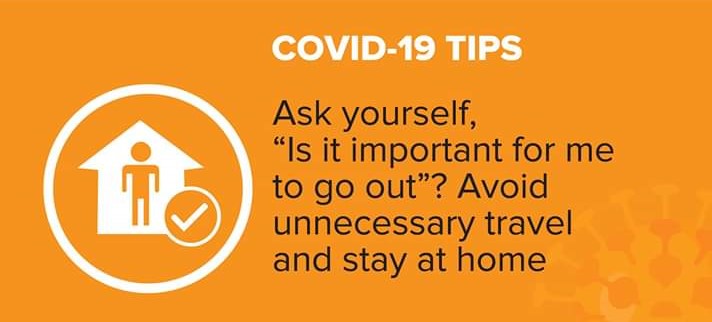 COVID-19 TIPS
Ask yourself,
“Is it important for me
to go out”? Avoid
unnecessary travel
and stay at home